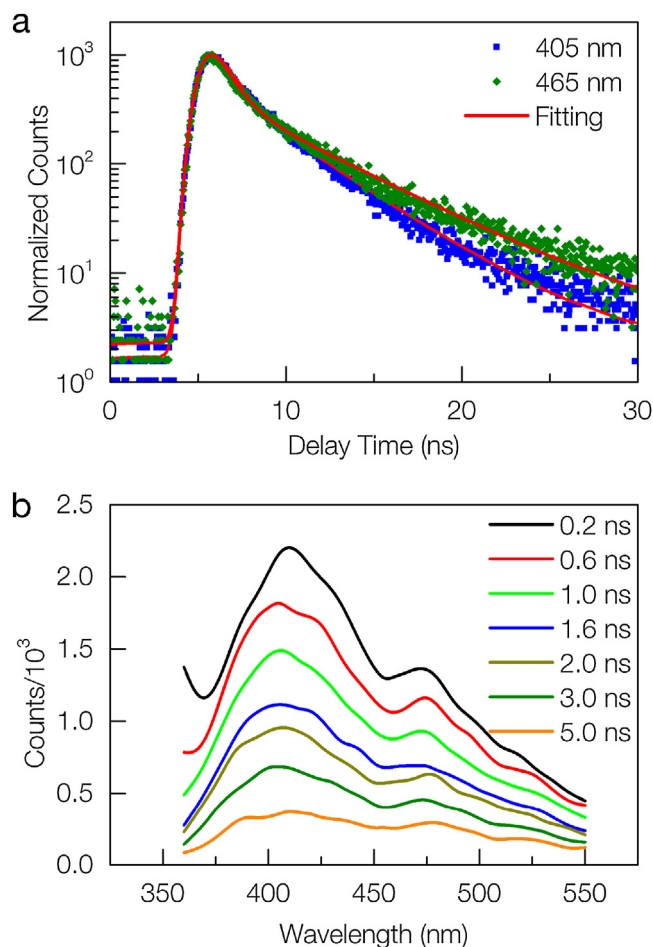 a
10³
10²
10¹
10⁰
Normalized Counts
405 nm
465 nm
Fitting
0
10
20
30
Delay Time (ns)
b
2.5
2.0
1.5
1.0
0.5
0.0
Counts/10³
0.2 ns
0.6 ns
1.0 ns
1.6 ns
2.0 ns
3.0 ns
5.0 ns
350
400
450
500
550
Wavelength (nm)